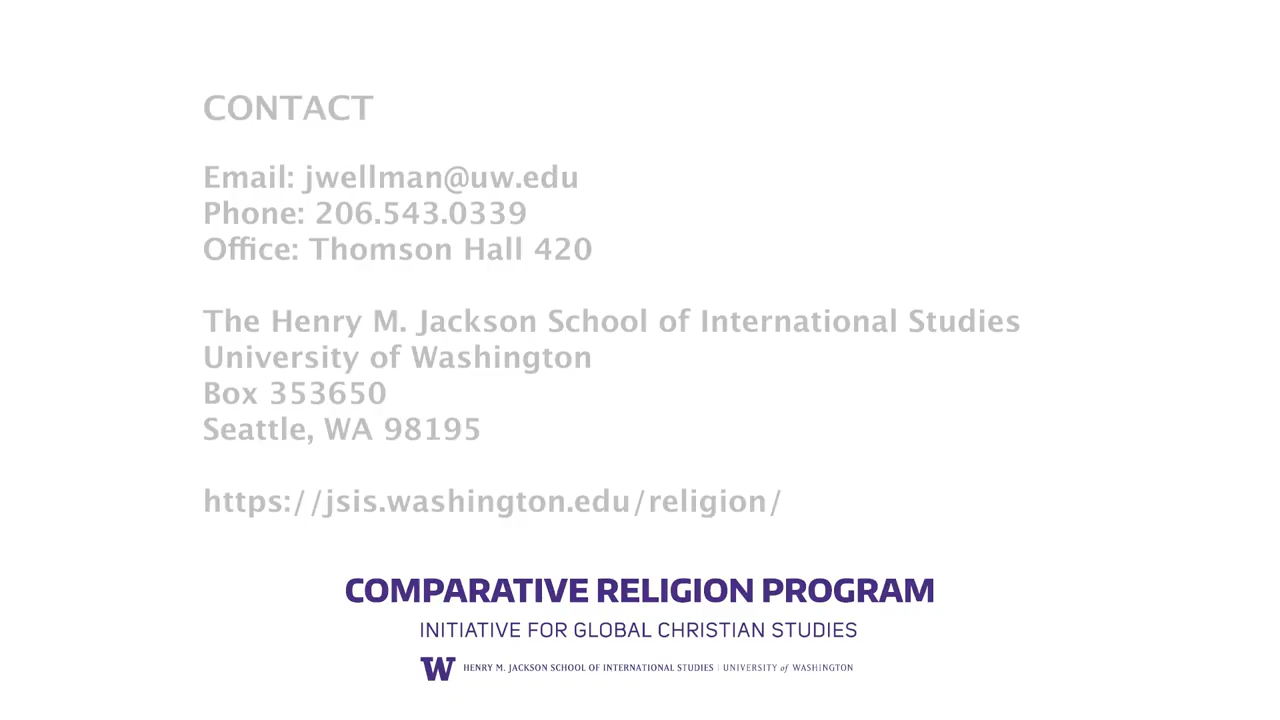 CONTACT
Email: jwellman@uw.edu
Phone: 206.543.0339
Office: Thomson Hall 420
The Henry M. Jackson School of International Studies
University of Washington
Box 353650
Seattle, WA 98195
https://jsis.washington.edu/religion/
COMPARATIVE RELIGION PROGRAM
INITIATIVE FOR GLOBAL CHRISTIAN STUDIES
W HENRY M. JACKSON SCHOOL OF INTERNATIONAL STUDIES | UNIVERSITY of WASHINGTON